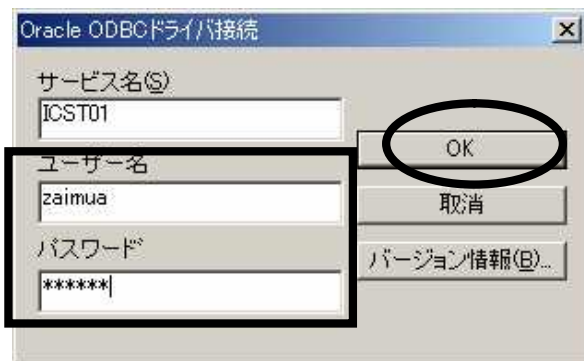 Oracle ODBCドライバ接続
サービス名(S)
ICST01
ユーザー名
zaimua
パスワード
******
OK
取消
バージョン情報(B)...